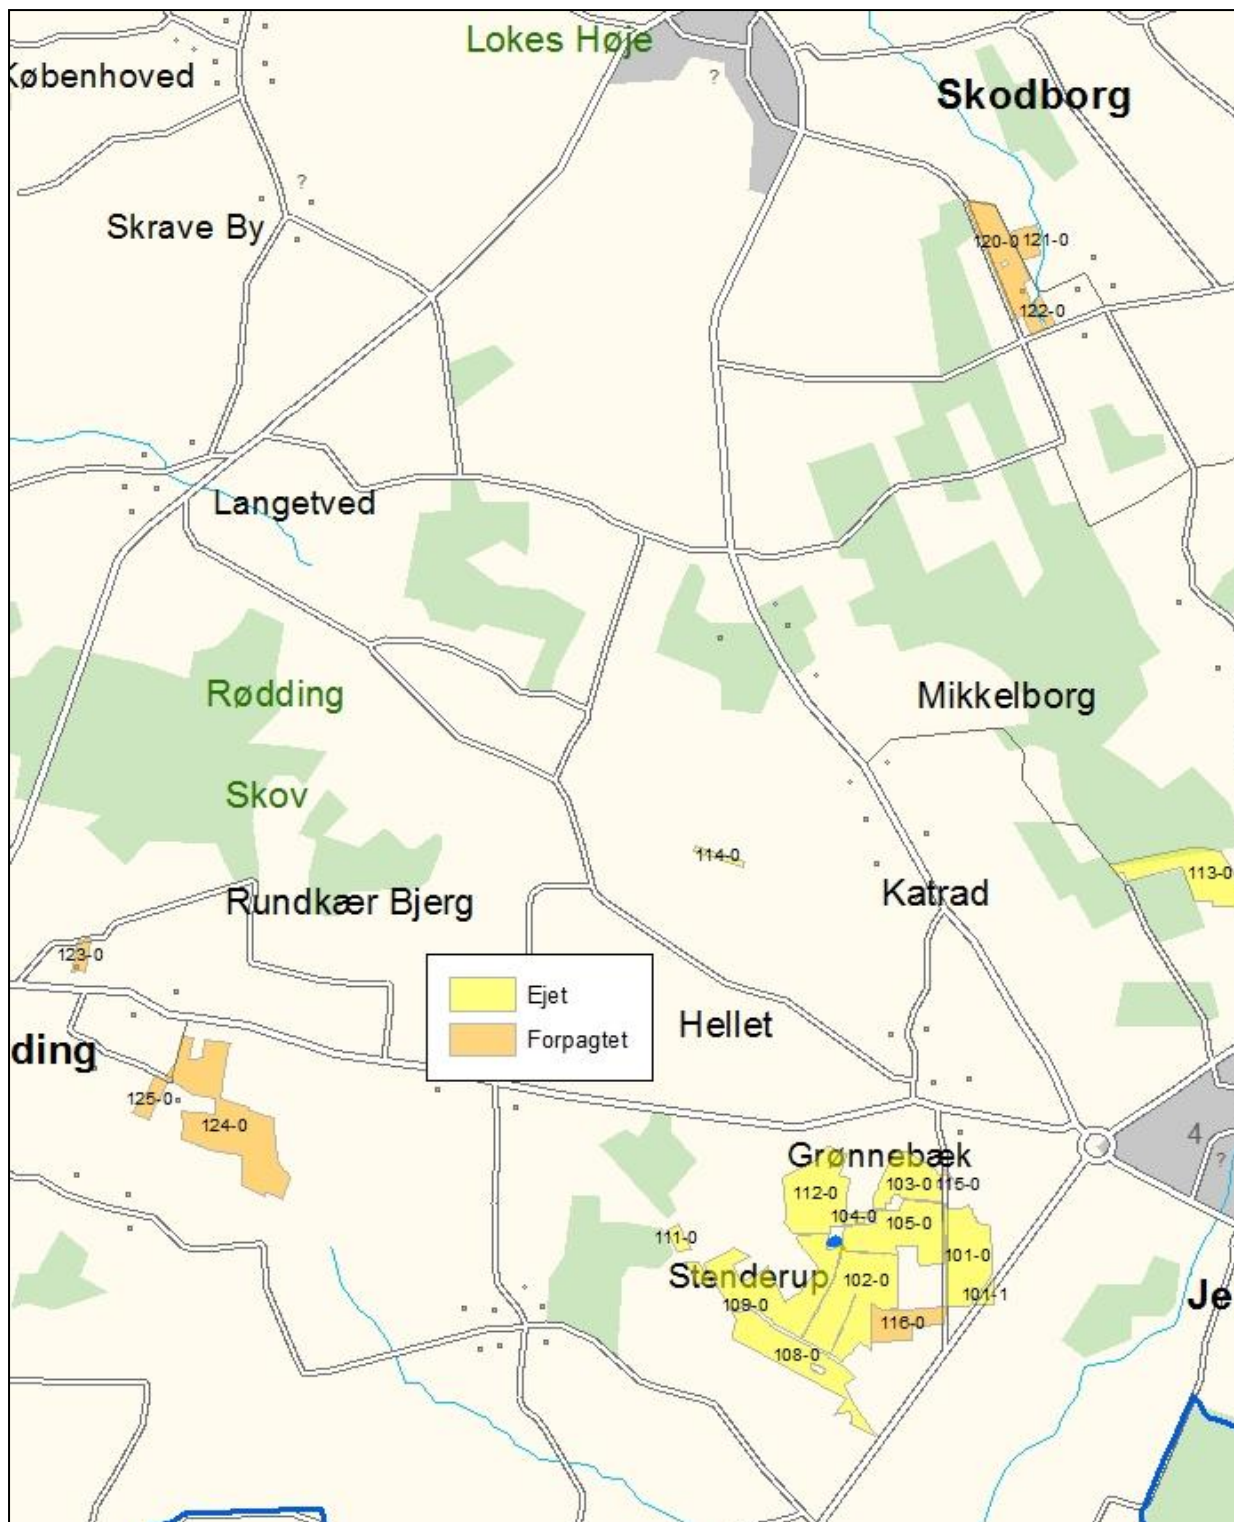 Lokes Høje
Københoved
?
Skodborg
?
Skrave By
120-0
121-0
122-0
Langetved
Rødding
Mikkelborg
Skov
114-0
113-0
Katrad
Rundkær Bjerg
123-0
Ejet
Hellet
Forpagtet
ding
125-0
124-0
4
?
Grønnebæk
103-0
115-0
112-0
104-0
105-0
111-0
101-0
Stenderup
102-0
101-1
Je
109-0
116-0
108-0